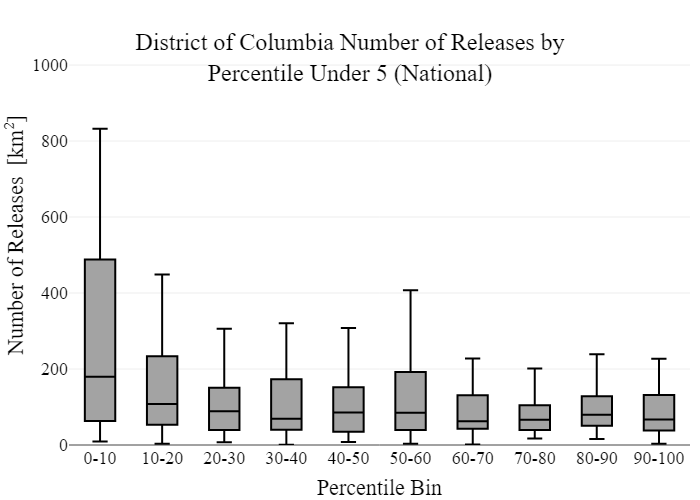 District of Columbia Number of Releases by
Percentile Under 5 (National)
Number of Releases [km²]
1000
800
600
400
200
0
0-10 10-20 20-30 30-40 40-50 50-60 60-70 70-80 80-90 90-100
Percentile Bin